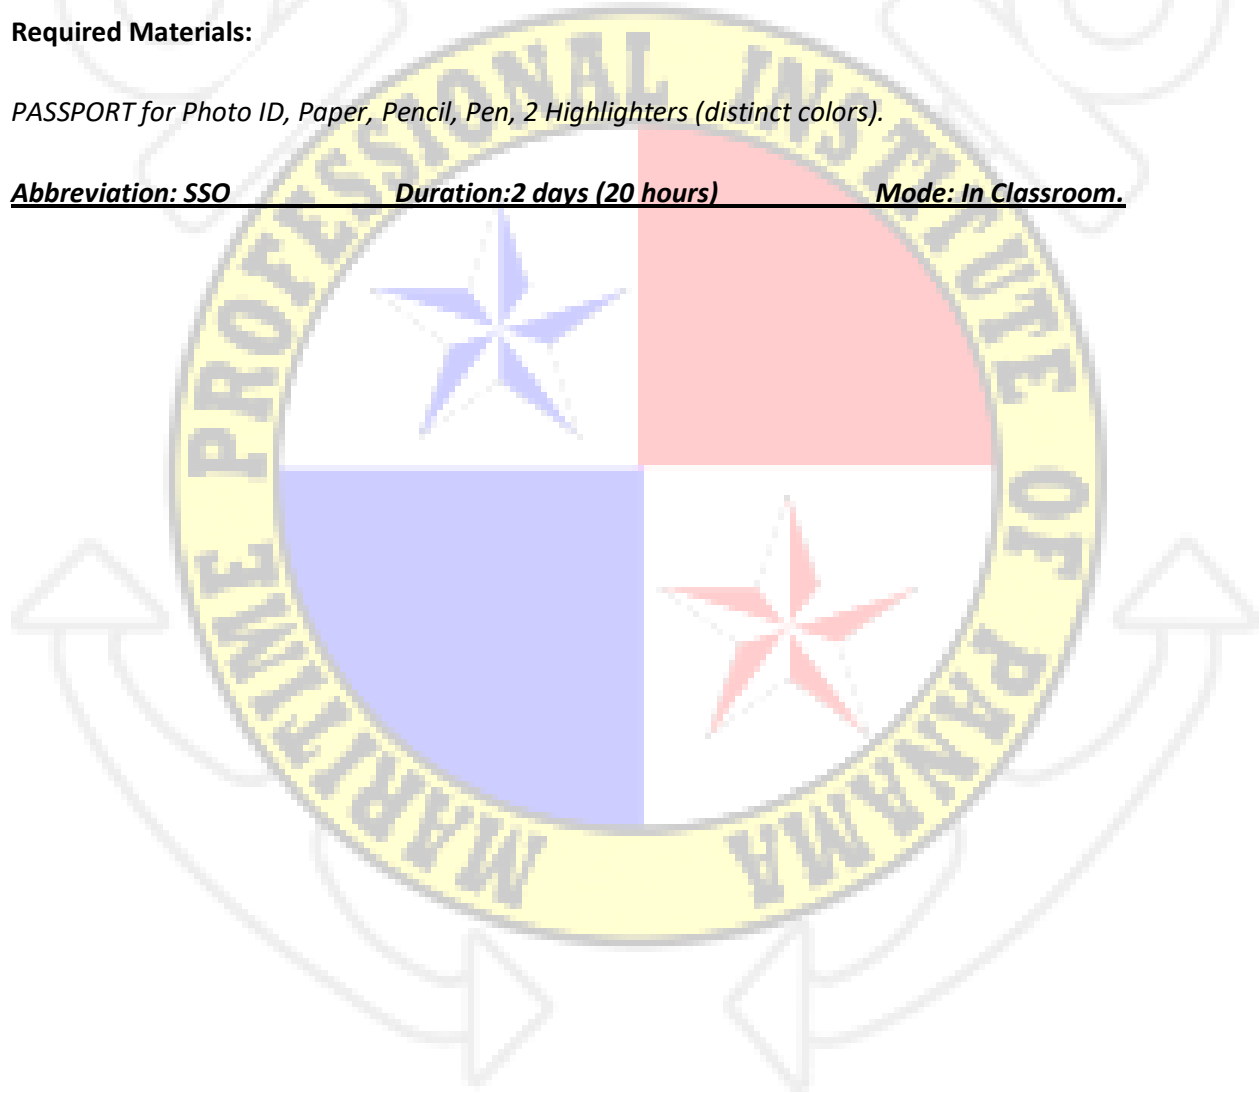 Required Materials:
PASSPORT for Photo ID, Paper, Pencil, Pen, 2 Highlighters (distinct colors).
Abbreviation: SSO Duration:2 days (20 hours) Mode: In Classroom.
MARITIME PROFESSIONAL INSTITUTE OF PANAMA